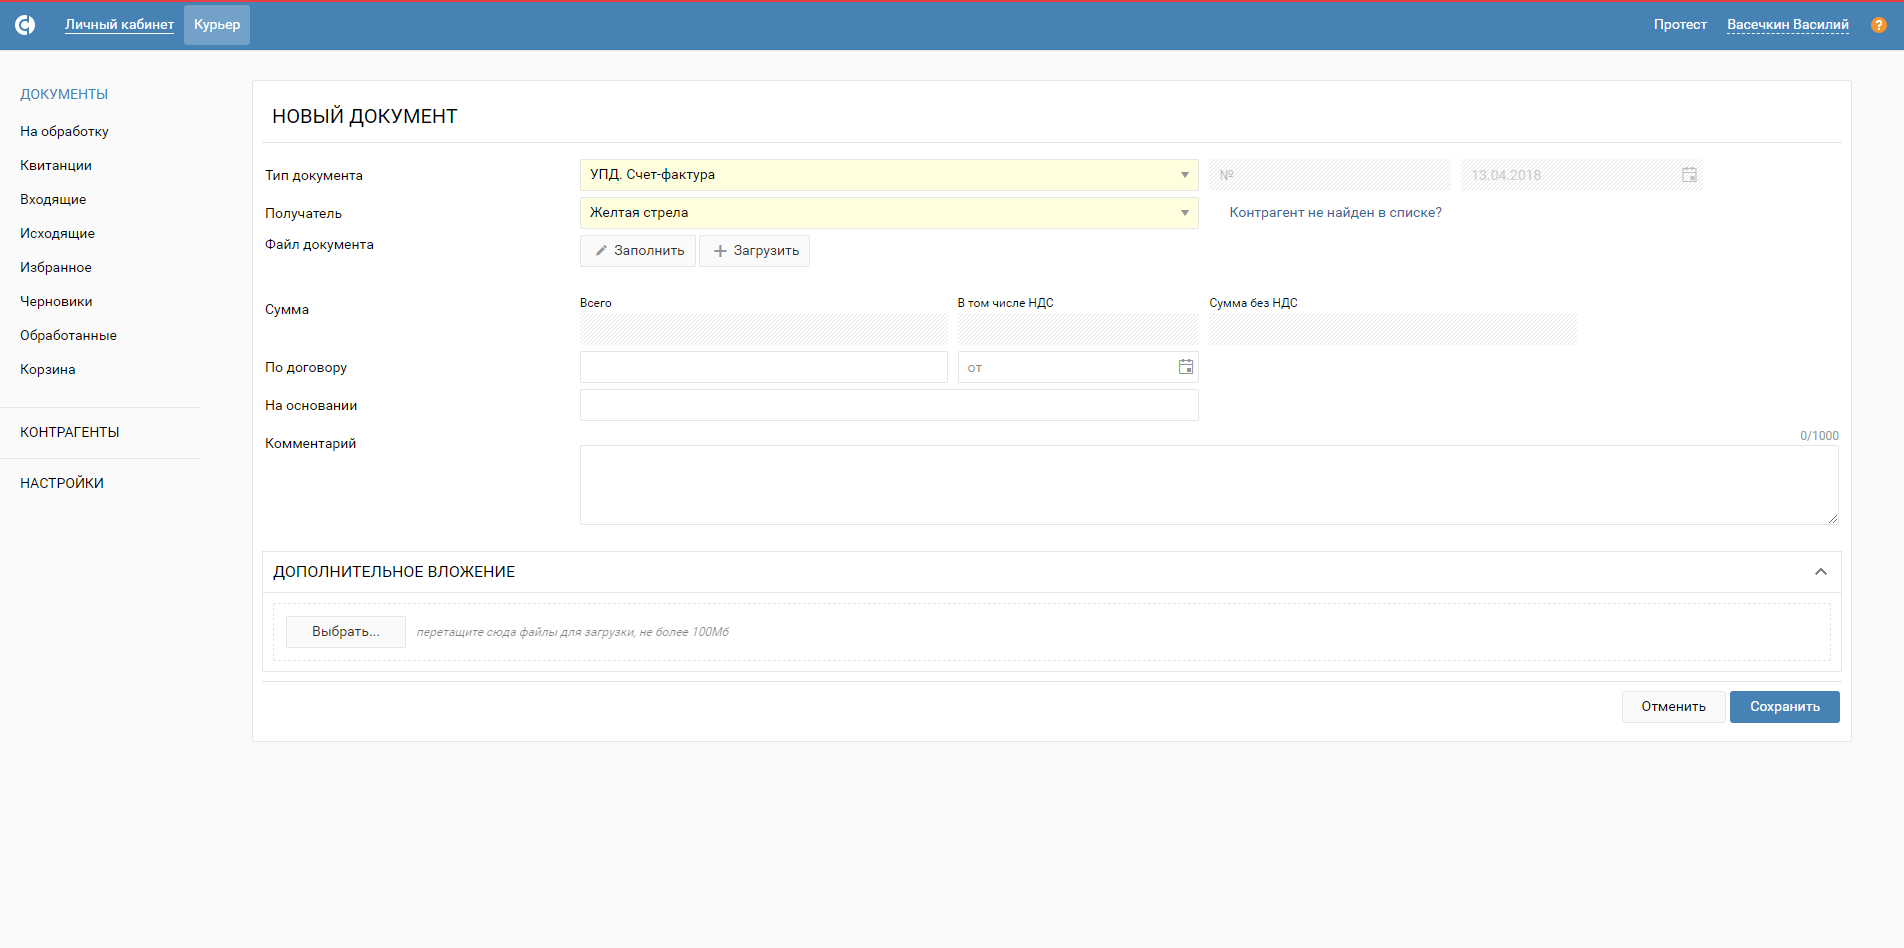 Личный кабинет Курьер Протест Васечкин Василий ?
ДОКУМЕНТЫ
На обработку
Квитанции
Входящие
Исходящие
Избранное
Черновики
Обработанные
Корзина
КОНТРАГЕНТЫ
НАСТРОЙКИ
НОВЫЙ ДОКУМЕНТ
Тип документа УПД. Счет-фактура № 13.04.2018
Получатель Желтая стрела Контрагент не найден в списке?
Файл документа Заполнить Загрузить
Сумма Всего В том числе НДС Сумма без НДС
По договору от
На основании
Комментарий 0/1000
ДОПОЛНИТЕЛЬНОЕ ВЛОЖЕНИЕ
Выбрать... перетащите сюда файлы для загрузки, не более 100Мб
Отменить Сохранить